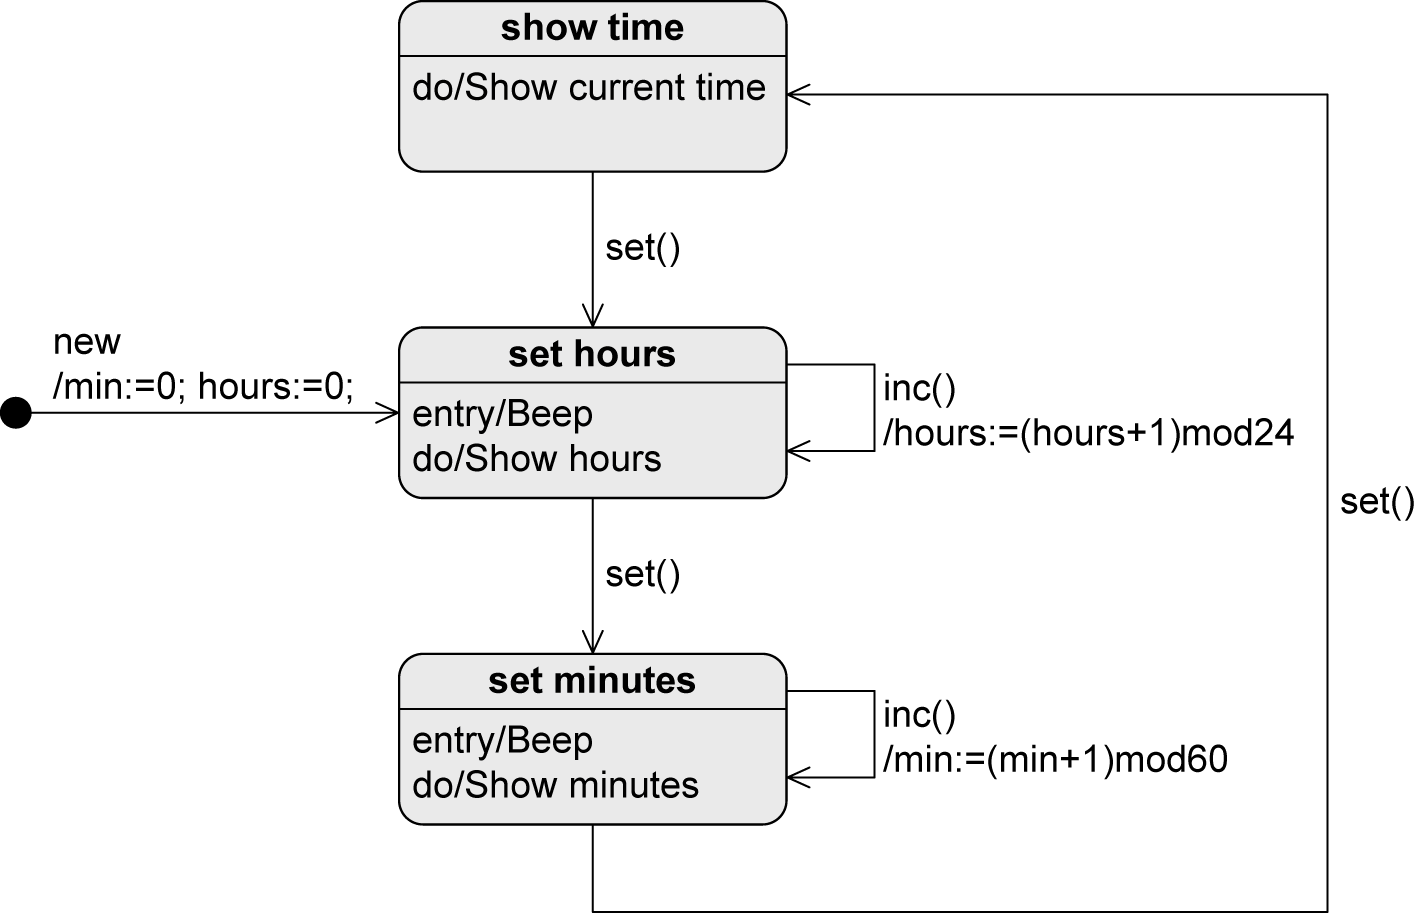 show time
do/Show current time
set()
new
/min:=0; hours:=0;
set hours
entry/Beep
do/Show hours
inc()
/hours:=(hours+1)mod24
set()
set()
set minutes
entry/Beep
do/Show minutes
inc()
/min:=(min+1)mod60